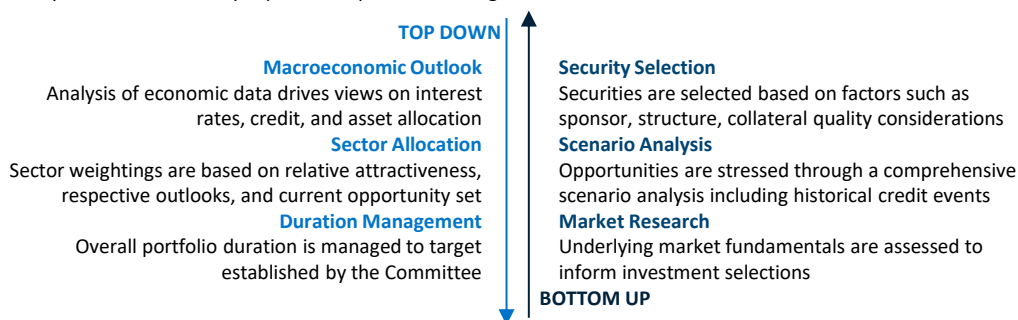 TOP DOWN
Macroeconomic Outlook
Analysis of economic data drives views on interest
rates, credit, and asset allocation
Sector Allocation
Sector weightings are based on relative attractiveness,
respective outlooks, and current opportunity set
Duration Management
Overall portfolio duration is managed to target
established by the Committee
Security Selection
Securities are selected based on factors such as
sponsor, structure, collateral quality considerations
Scenario Analysis
Opportunities are stressed through a comprehensive
scenario analysis including historical credit events
Market Research
Underlying market fundamentals are assessed to
inform investment selections
BOTTOM UP